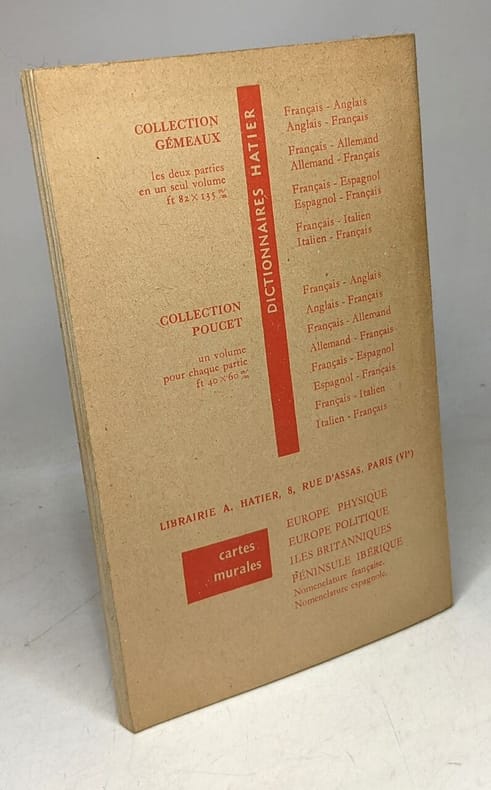 COLLECTION
GÉMEAUX
les deux parties
en un seul volume
ft 82 × 135 m/m
DICTIONNAIRES HATIER
Français - Anglais
Anglais - Français
Français - Allemand
Allemand - Français
Français - Espagnol
Espagnol - Français
Français - Italien
Italien - Français
COLLECTION
POUCET
un volume
pour chaque partie
ft 40 × 60 m/m
Français - Anglais
Anglais - Français
Français - Allemand
Allemand - Français
Français - Espagnol
Espagnol - Français
Français - Italien
Italien - Français
LIBRAIRIE A. HATIER, 8, RUE D'ASSAS, PARIS (VIᵉ)
cartes
murales
EUROPE PHYSIQUE
EUROPE POLITIQUE
ILES BRITANNIQUES
PÉNINSULE IBÉRIQUE
Nomenclature française.
Nomenclature espagnole.